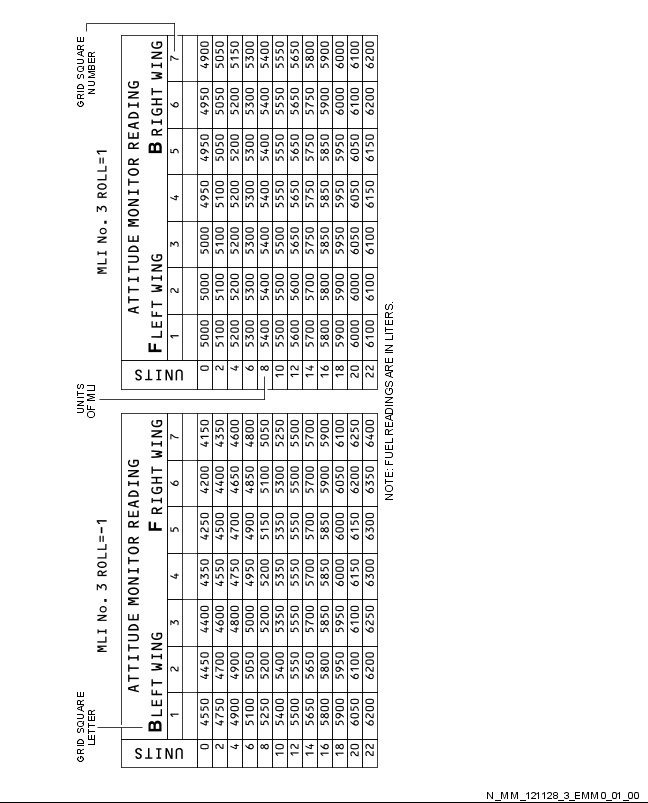 GRID SQUARE
LETTER
MLI No. 3 ROLL=-1
ATTITUDE MONITOR READING
UNITS B LEFT WING F RIGHT WING
1 2 3 4 5 6 7
0 4550 4450 4400 4350 4250 4200 4150
2 4750 4700 4600 4550 4500 4400 4350
4 4900 4900 4800 4750 4700 4650 4600
6 5100 5050 5000 4950 4900 4850 4800
8 5250 5200 5200 5200 5150 5100 5050
10 5400 5400 5350 5350 5350 5300 5250
12 5500 5550 5550 5550 5550 5500 5500
14 5650 5650 5700 5700 5700 5700 5700
16 5800 5800 5850 5850 5850 5900 5900
18 5900 5950 5950 6000 6000 6050 6100
20 6050 6100 6100 6150 6150 6200 6250
22 6200 6200 6250 6300 6300 6350 6400
UNITS
OF MLI
GRID SQUARE
NUMBER
MLI No. 3 ROLL=1
ATTITUDE MONITOR READING
UNITS F LEFT WING B RIGHT WING
1 2 3 4 5 6 7
0 5000 5000 5000 4950 4950 4950 4900
2 5100 5100 5100 5100 5050 5050 5050
4 5200 5200 5200 5200 5200 5200 5150
6 5300 5300 5300 5300 5300 5300 5300
8 5400 5400 5400 5400 5400 5400 5400
10 5500 5500 5500 5550 5550 5550 5550
12 5600 5600 5650 5650 5650 5650 5650
14 5700 5700 5750 5750 5750 5750 5800
16 5800 5800 5800 5850 5850 5900 5900
18 5900 5900 5950 5950 5950 6000 6000
20 6000 6000 6050 6050 6050 6100 6100
22 6100 6100 6100 6150 6150 6200 6200
NOTE: FUEL READINGS ARE IN LITERS.
N_MM_121128_3_EMM0_01_00